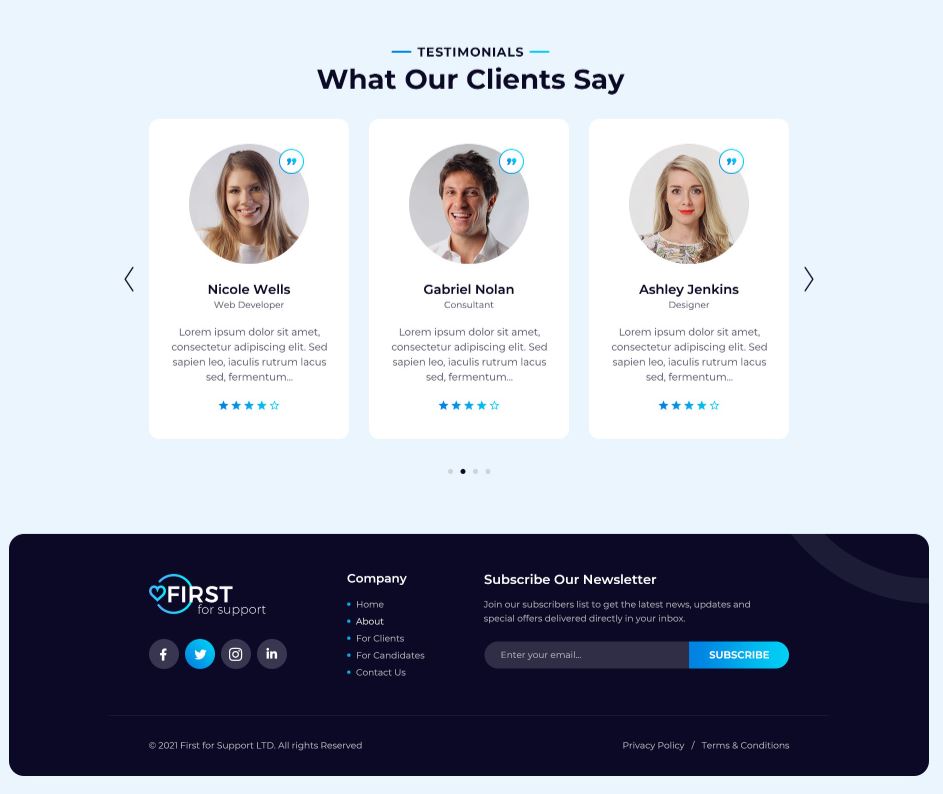 TESTIMONIALS
What Our Clients Say
Nicole Wells
Web Developer
Lorem ipsum dolor sit amet,
consectetur adipiscing elit. Sed
sapien leo, iaculis rutrum lacus
sed, fermentum...
Gabriel Nolan
Consultant
Lorem ipsum dolor sit amet,
consectetur adipiscing elit. Sed
sapien leo, iaculis rutrum lacus
sed, fermentum...
Ashley Jenkins
Designer
Lorem ipsum dolor sit amet,
consectetur adipiscing elit. Sed
sapien leo, iaculis rutrum lacus
sed, fermentum...
FIRST
for support
Company
Home
About
For Clients
For Candidates
Contact Us
Subscribe Our Newsletter
Join our subscribers list to get the latest news, updates and
special offers delivered directly in your inbox.
Enter your email...
SUBSCRIBE
© 2021 First for Support LTD. All rights Reserved
Privacy Policy / Terms & Conditions